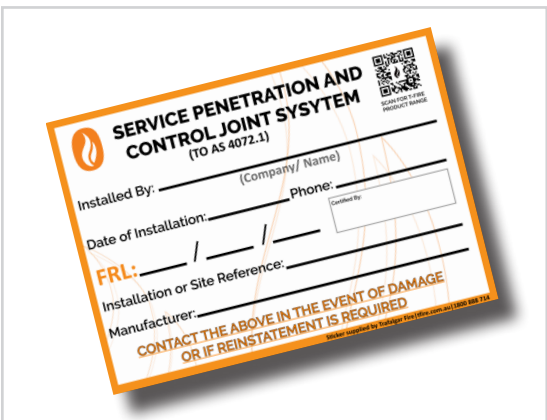 SERVICE PENETRATION AND
CONTROL JOINT SYSYTEM
(TO AS 4072.1)
SCAN FOR T-FIRE
PRODUCT RANGE
Installed By:
(Company/ Name)
Date of Installation: Phone:
Certified By:
FRL: / /
Installation or Site Reference:
Manufacturer:
CONTACT THE ABOVE IN THE EVENT OF DAMAGE
OR IF REINSTATEMENT IS REQUIRED
Sticker supplied by Trafalgar Fire|tfire.com.au|1800 888 714